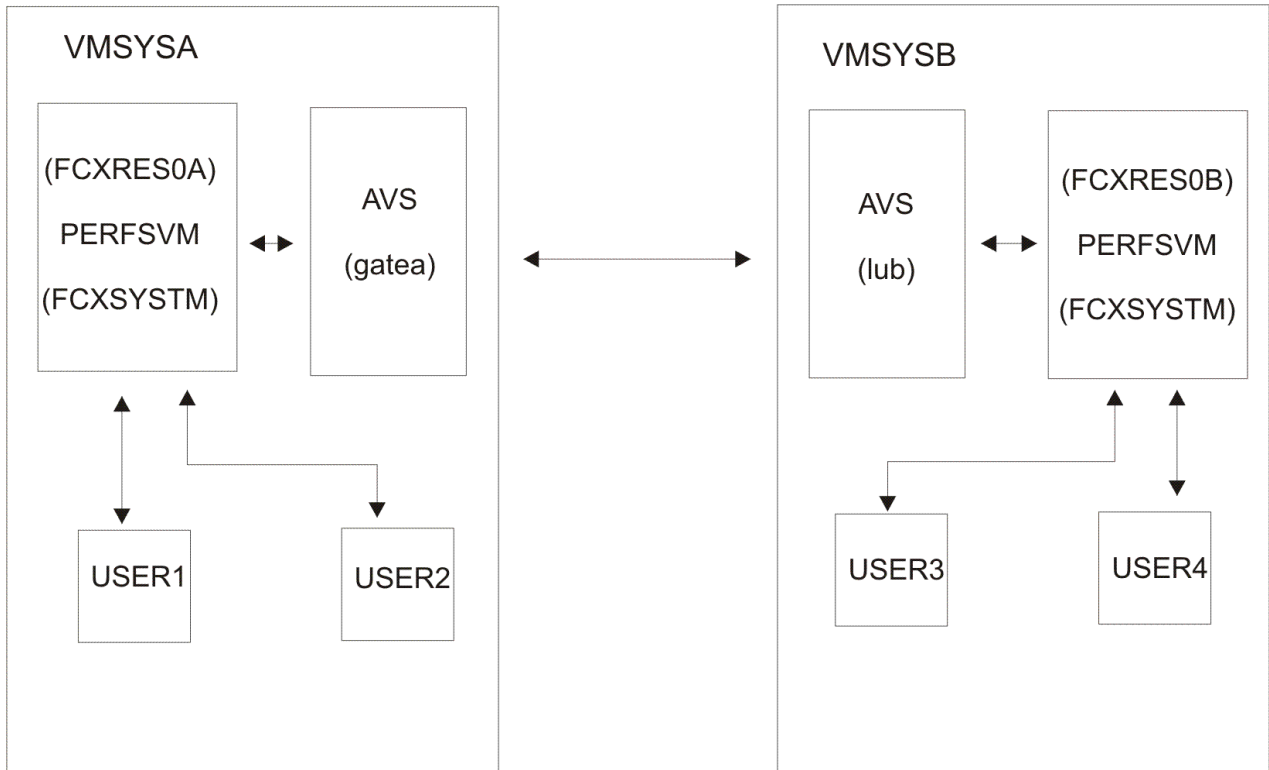 VMSYSA
(FCXRES0A)
PERFSVM
(FCXSYSTM)
AVS
(gatea)
USER1
USER2
VMSYSB
AVS
(lub)
(FCXRES0B)
PERFSVM
(FCXSYSTM)
USER3
USER4